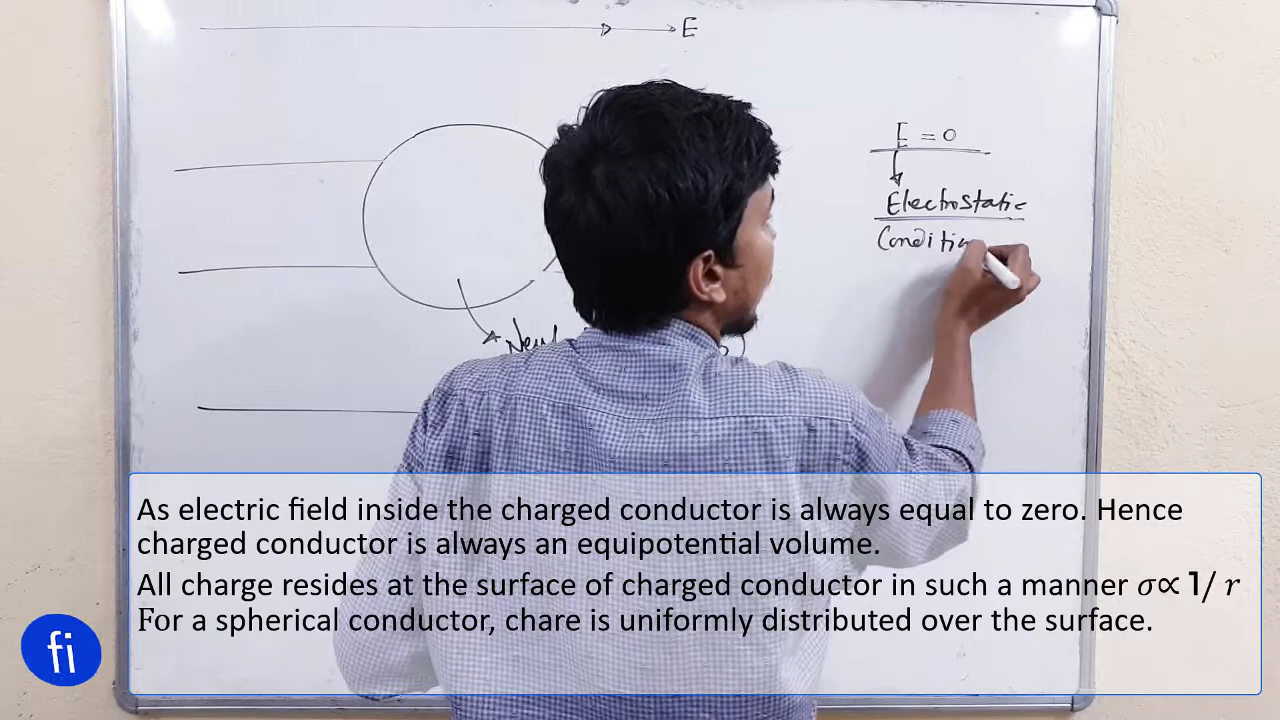 E
E = 0
Electrostatic
Condition
As electric field inside the charged conductor is always equal to zero. Hence
charged conductor is always an equipotential volume.
All charge resides at the surface of charged conductor in such a manner σ∝ 1/ r
For a spherical conductor, chare is uniformly distributed over the surface.
fi